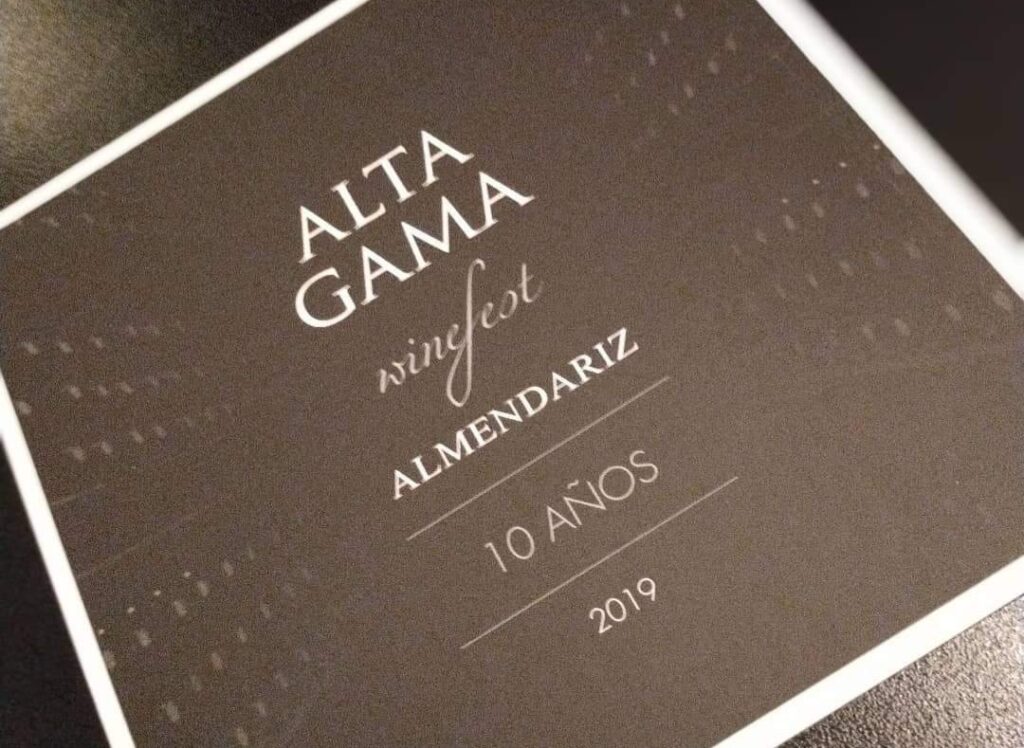 ALTA
GAMA
winefest
ALMENDARIZ
10 AÑOS
2019